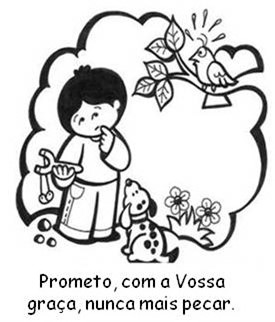 Prometo, com a Vossa
graça, nunca mais pecar.